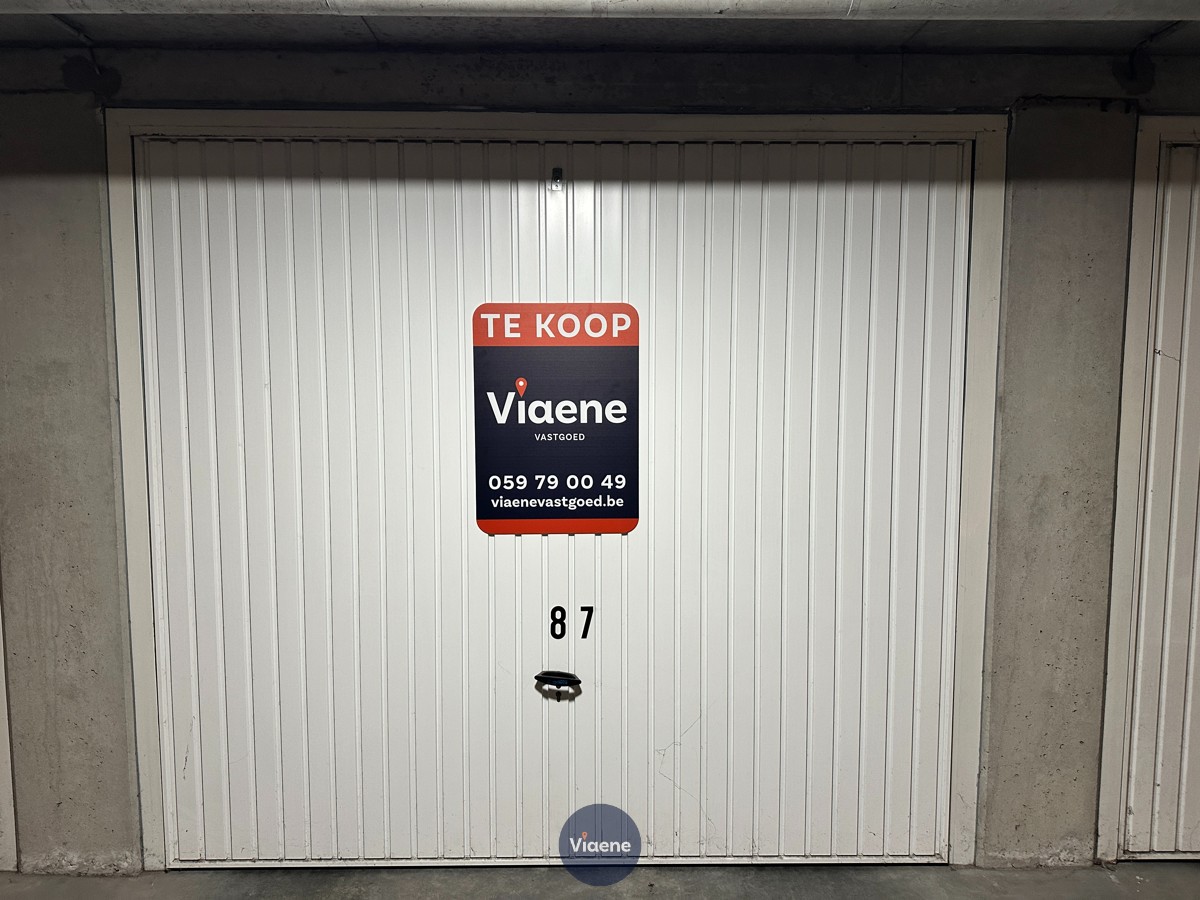 TE KOOP
Viaene
VASTGOED
059 79 00 49
viaenevastgoed.be
87
Viaene